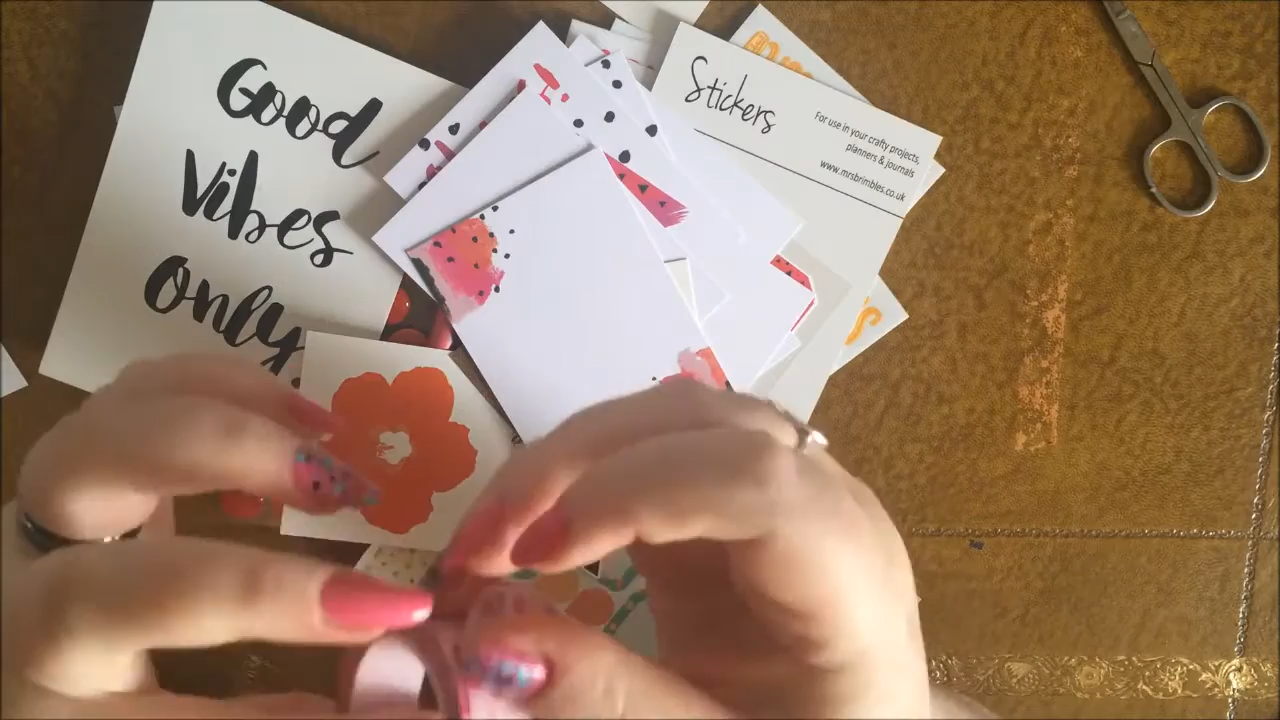 Good
Vibes
Only
Stickers
For use in your crafty projects,
planners & journals
www.mrsbrimbles.co.uk